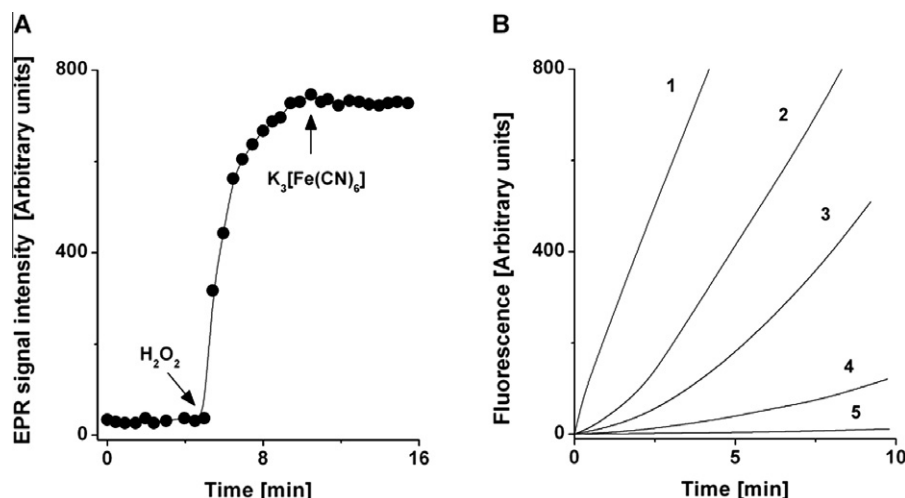 A
EPR signal intensity [Arbitrary units]
800
400
0
H₂O₂
K₃[Fe(CN)₆]
0 8 16
Time [min]
B
Fluorescence [Arbitrary units]
800
400
0
1
2
3
4
5
0 5 10
Time [min]